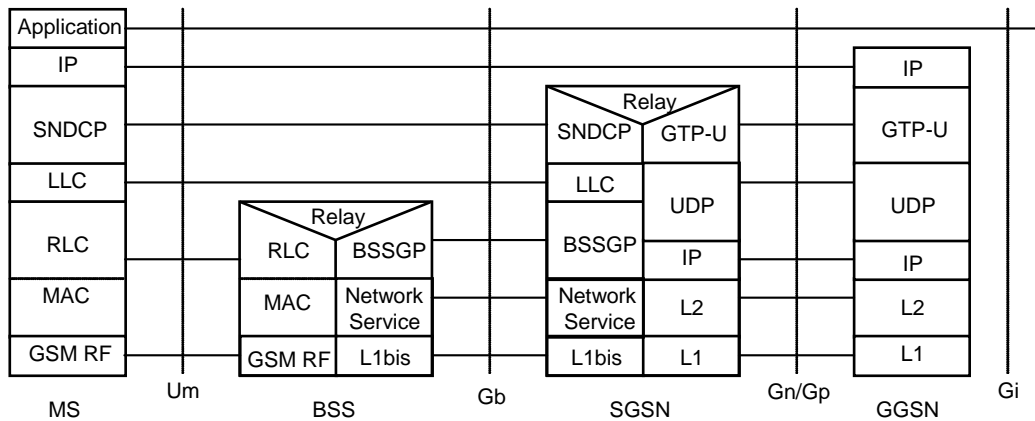 Application
IP
SNDCP
LLC
RLC
MAC
GSM RF
MS
Um
Relay
RLC
BSSGP
MAC
Network
Service
GSM RF
L1bis
BSS
Gb
Relay
SNDCP
GTP-U
LLC
UDP
BSSGP
IP
Network
Service
L2
L1bis
L1
SGSN
Gn/Gp
IP
GTP-U
UDP
IP
L2
L1
GGSN
Gi